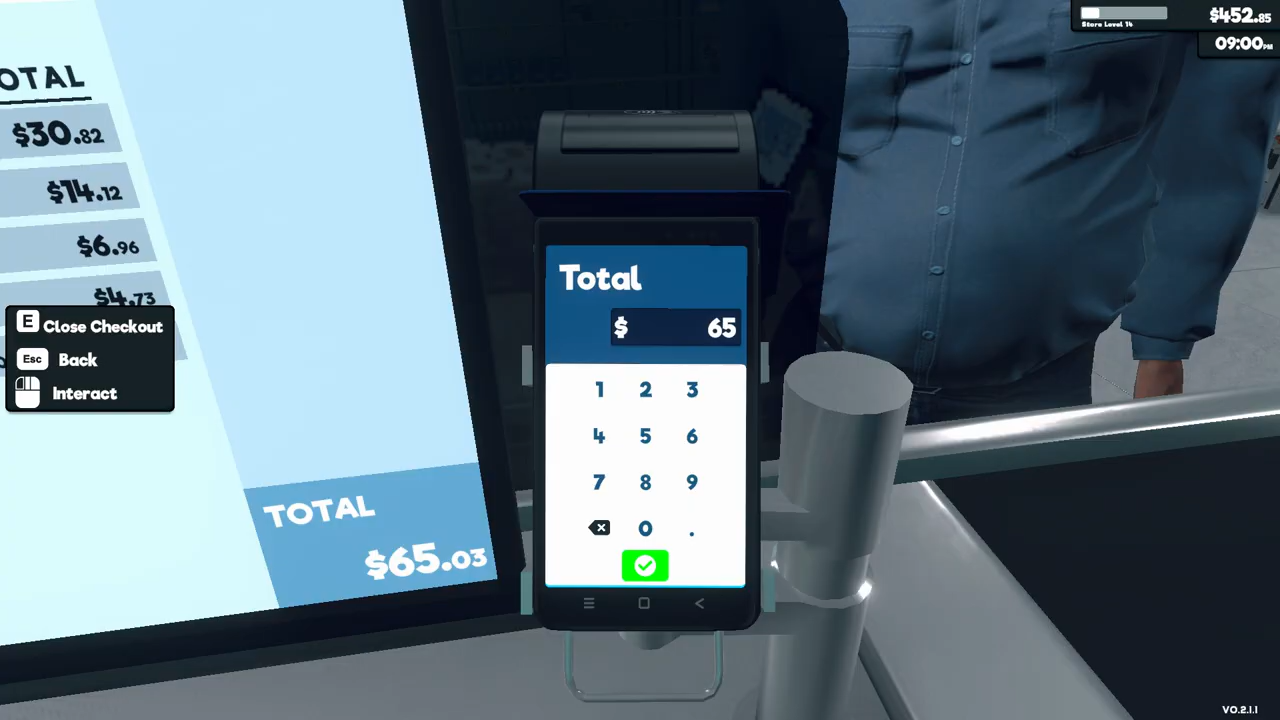 $452.85
Store Level 14
09:00PM
OTAL
$30.82
$14.12
$6.96
$4.73
E Close Checkout
Esc Back
Interact
TOTAL
$65.03
Total
$ 65
1 2 3
4 5 6
7 8 9
0 .
V0.2.1.1